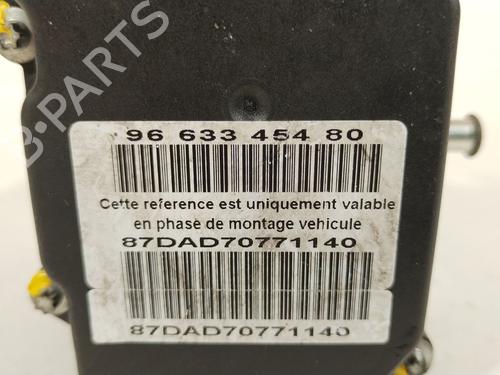 B-PARTS
96 633 454 80
Cette reference est uniquement valable
en phase de montage vehicule
87DAD70771140
87DAD70771140